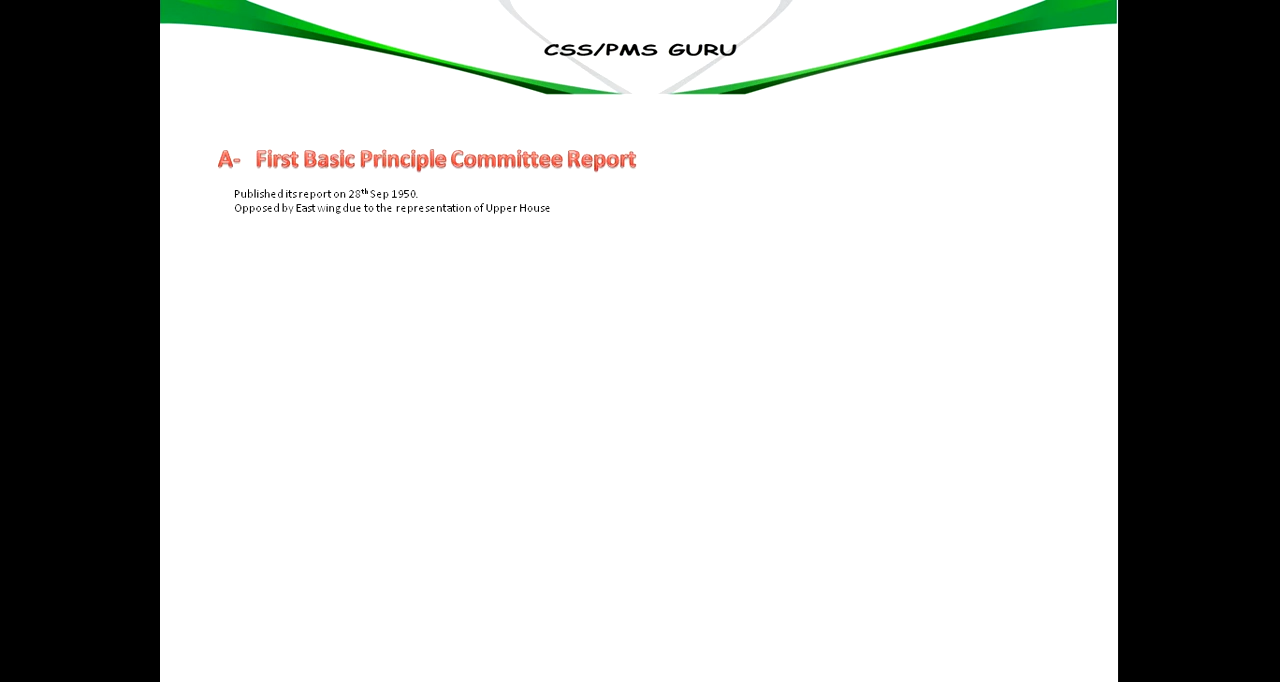 CSS/PMS GURU
A- First Basic Principle Committee Report
Published its report on 28th Sep 1950.
Opposed by East wing due to the representation of Upper House